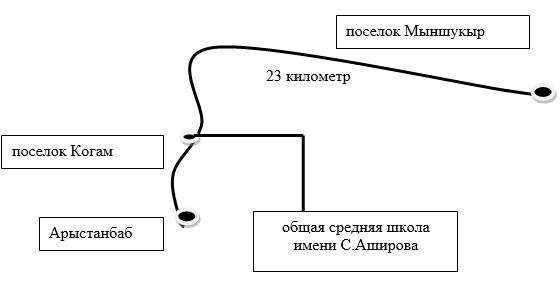 поселок Мыншукыр
23 километр
поселок Когам
Арыстанбаб
общая средняя школа
имени С.Аширова